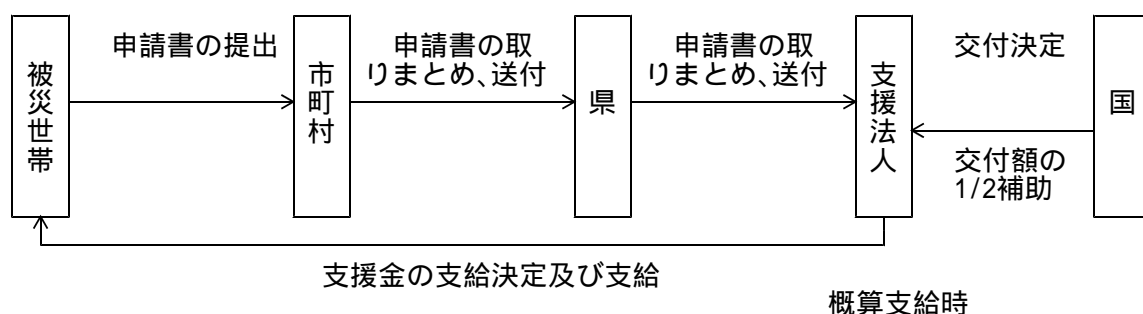 被災世帯
申請書の提出
市町村
申請書の取
りまとめ、送付
県
申請書の取
りまとめ、送付
支援法人
交付決定
交付額の
1/2補助
国
支援金の支給決定及び支給
概算支給時